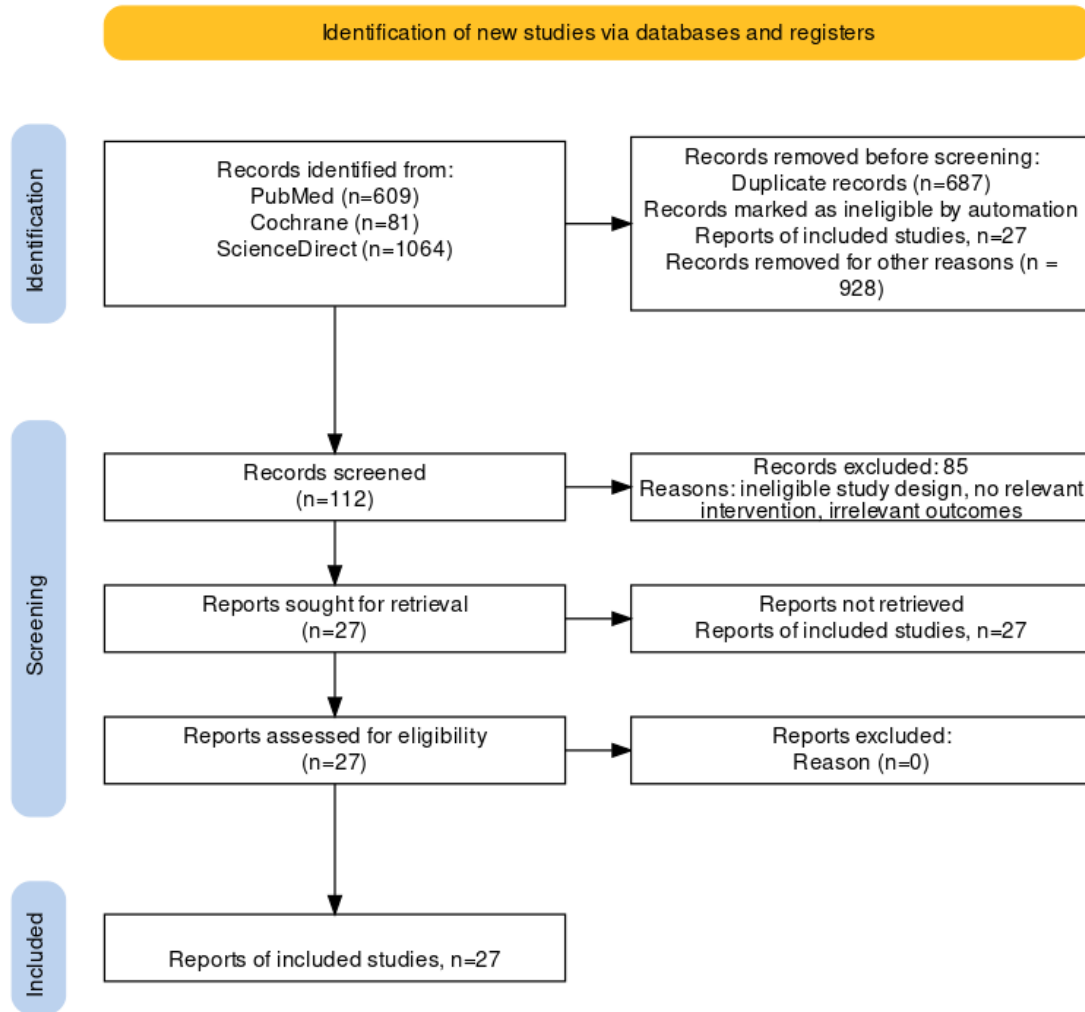 Identification of new studies via databases and registers
Identification
Records identified from:
PubMed (n=609)
Cochrane (n=81)
ScienceDirect (n=1064)
Records removed before screening:
Duplicate records (n=687)
Records marked as ineligible by automation
Reports of included studies, n=27
Records removed for other reasons (n =
928)
Screening
Records screened
(n=112)
Records excluded: 85
Reasons: ineligible study design, no relevant
intervention, irrelevant outcomes
Reports sought for retrieval
(n=27)
Reports not retrieved
Reports of included studies, n=27
Reports assessed for eligibility
(n=27)
Reports excluded:
Reason (n=0)
Included
Reports of included studies, n=27